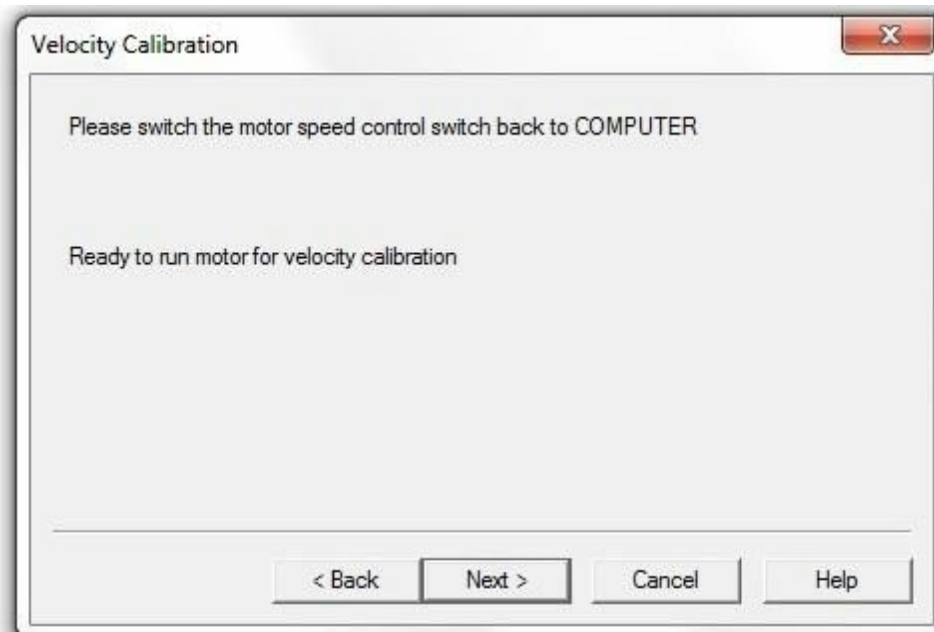 Velocity Calibration
Please switch the motor speed control switch back to COMPUTER
Ready to run motor for velocity calibration
< Back
Next >
Cancel
Help